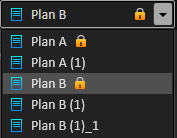 Plan B
Plan A
Plan A (1)
Plan B
Plan B (1)
Plan B (1)_1